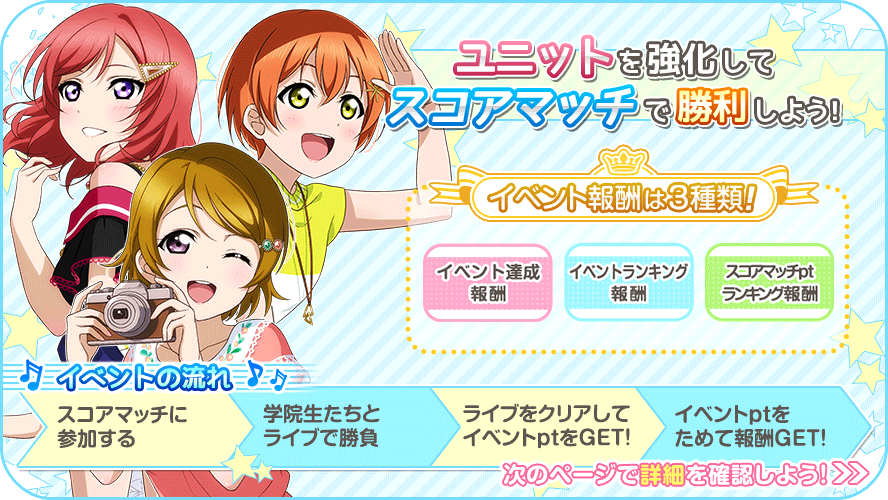 ユニットを強化して
スコアマッチで勝利しよう!
イベント報酬は3種類!
イベント達成
報酬
イベントランキング
報酬
スコアマッチpt
ランキング報酬
イベントの流れ
スコアマッチに
参加する
学院生たちと
ライブで勝負
ライブをクリアして
イベントptをGET!
イベントptを
ためて報酬GET!
次のページで詳細を確認しよう!